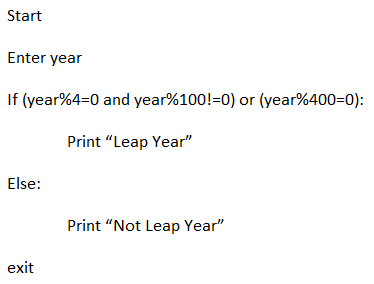 Start
Enter year
If (year%4=0 and year%100!=0) or (year%400=0):
Print “Leap Year”
Else:
Print “Not Leap Year”
exit